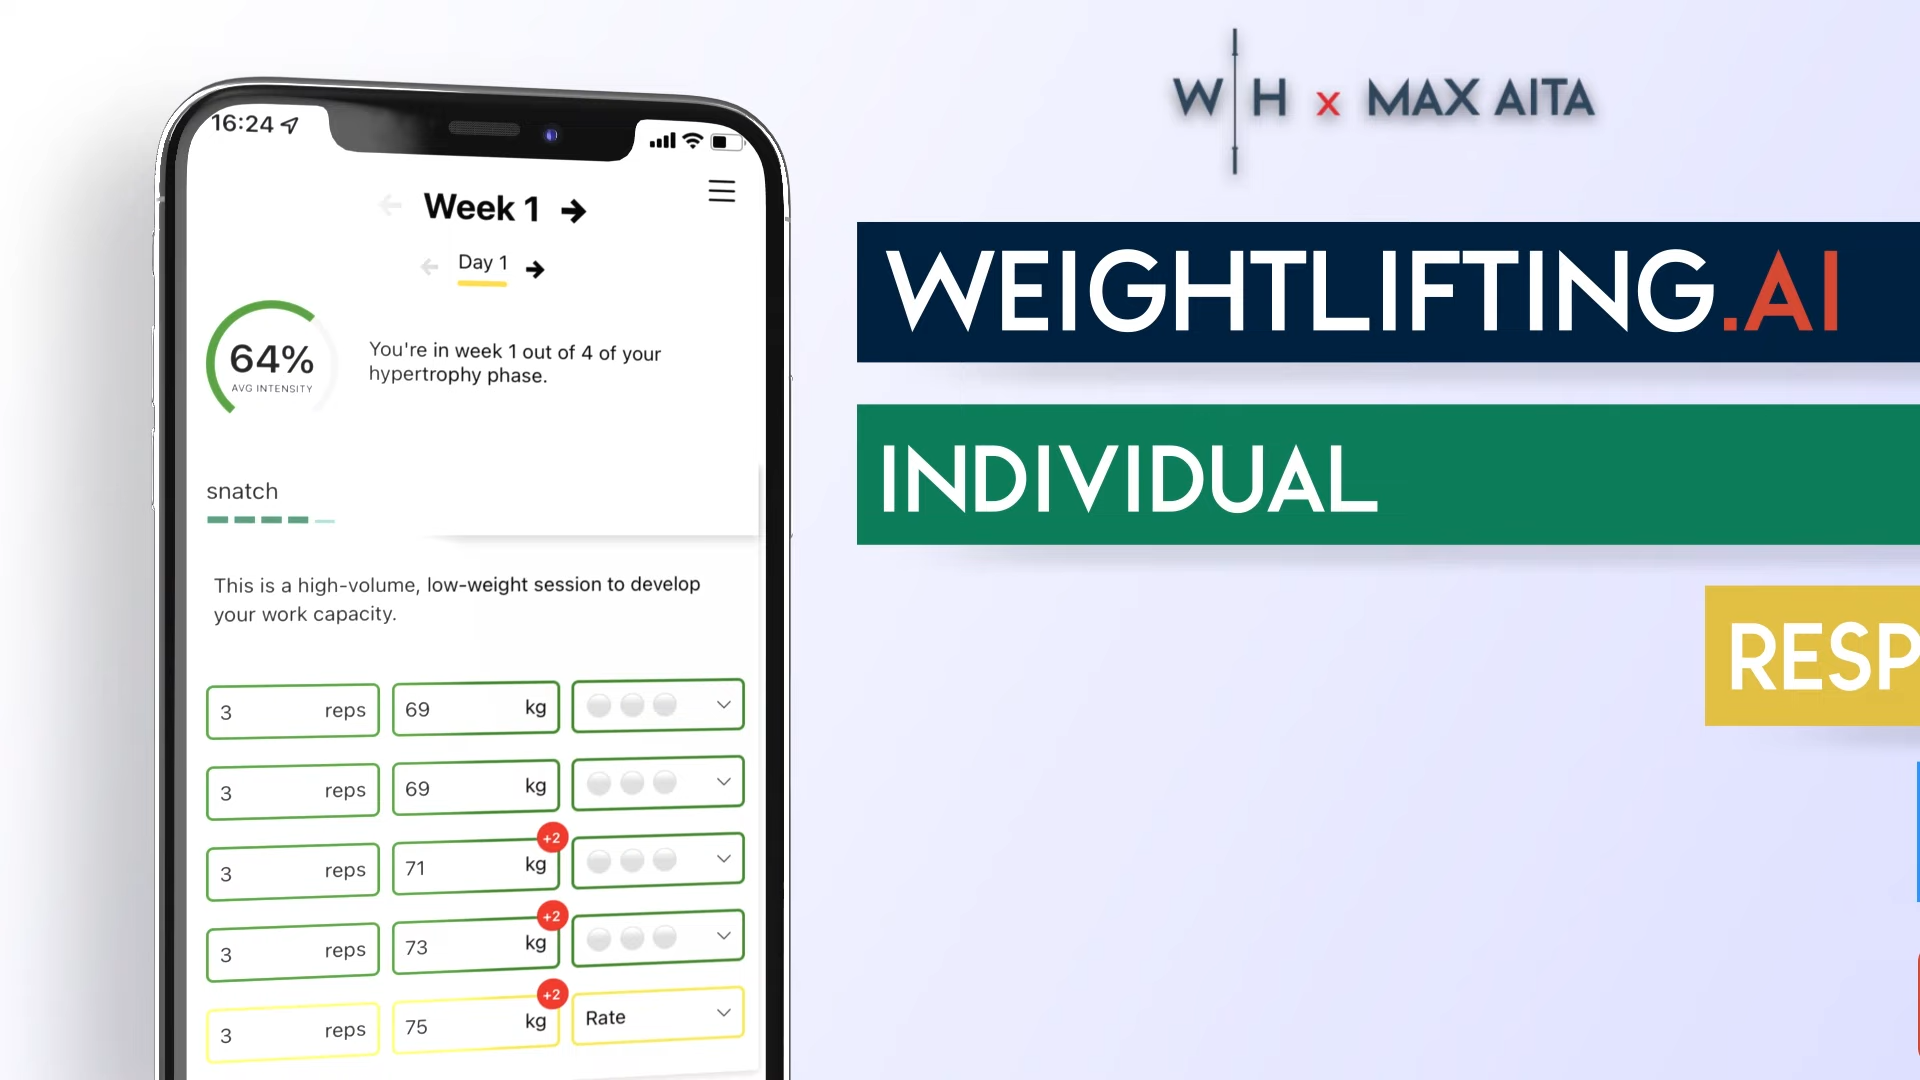 16:24
Week 1
Day 1
64%
AVG INTENSITY
You're in week 1 out of 4 of your
hypertrophy phase.
snatch
This is a high-volume, low-weight session to develop
your work capacity.
3 reps 69 kg
3 reps 69 kg
+2
3 reps 71 kg
+2
3 reps 73 kg
+2
3 reps 75 kg Rate
W H x MAX AITA
WEIGHTLIFTING.AI
INDIVIDUAL
RESP